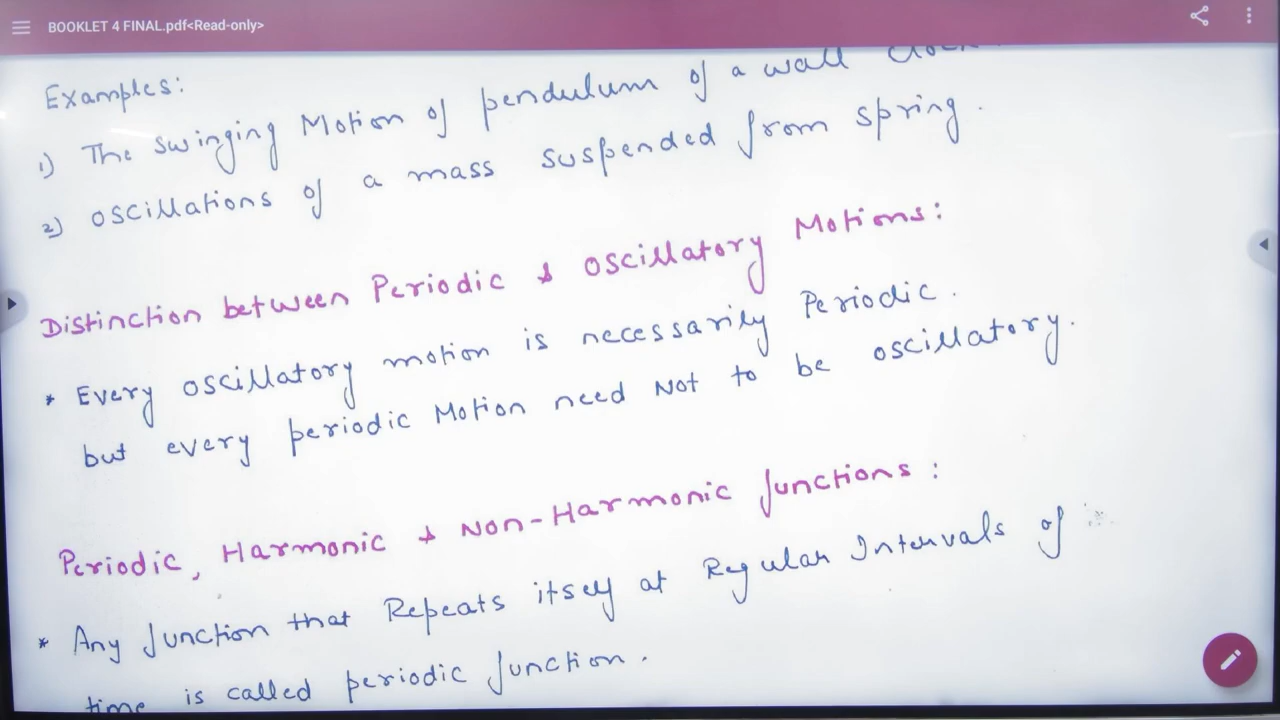 BOOKLET 4 FINAL.pdf<Read-only>
Examples:
1) The swinging Motion of pendulum of a wall clock
2) oscillations of a mass suspended from spring.
Distinction between Periodic & oscillatory Motions:
* Every oscillatory motion is necessarily Periodic.
but every periodic Motion need Not to be oscillatory.
Periodic, Harmonic & Non-Harmonic functions:
* Any function that Repeats itself at Regular Intervals of
time is called periodic function.